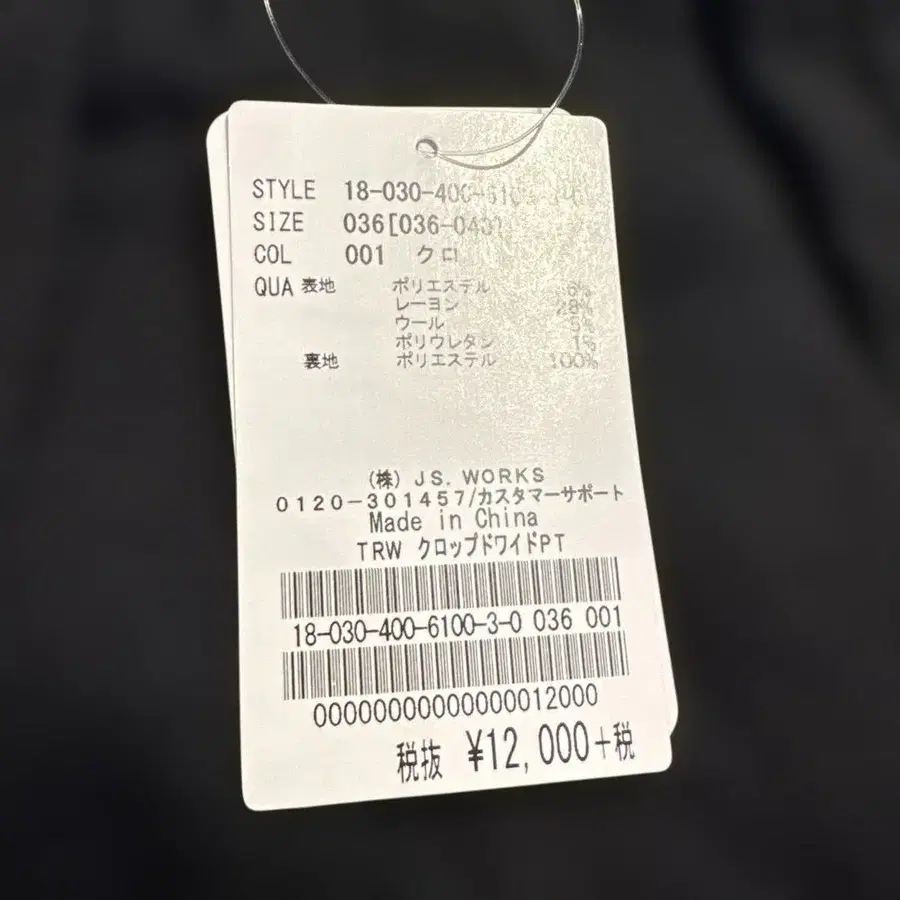 STYLE 18-030-400-610
SIZE 036[036-040]
COL 001 クロ
QUA 表地 ポリエステル
レーヨン 28%
ウール 5%
ポリウレタン 1%
裏地 ポリエステル 100%
(株) J.S. WORKS
0120-301457/カスタマーサポート
Made in China
TRW クロップドワイドPT
18-030-400-6100-3-0 036 001
00000000000000012000
税抜 ¥12,000+税